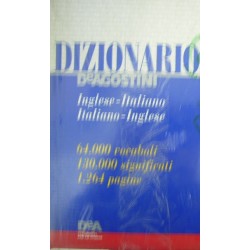 DIZIONARIO
DeAGOSTINI
Inglese=Italiano
Italiano=Inglese
64.000 vocaboli
130.000 significati
1.264 pagine